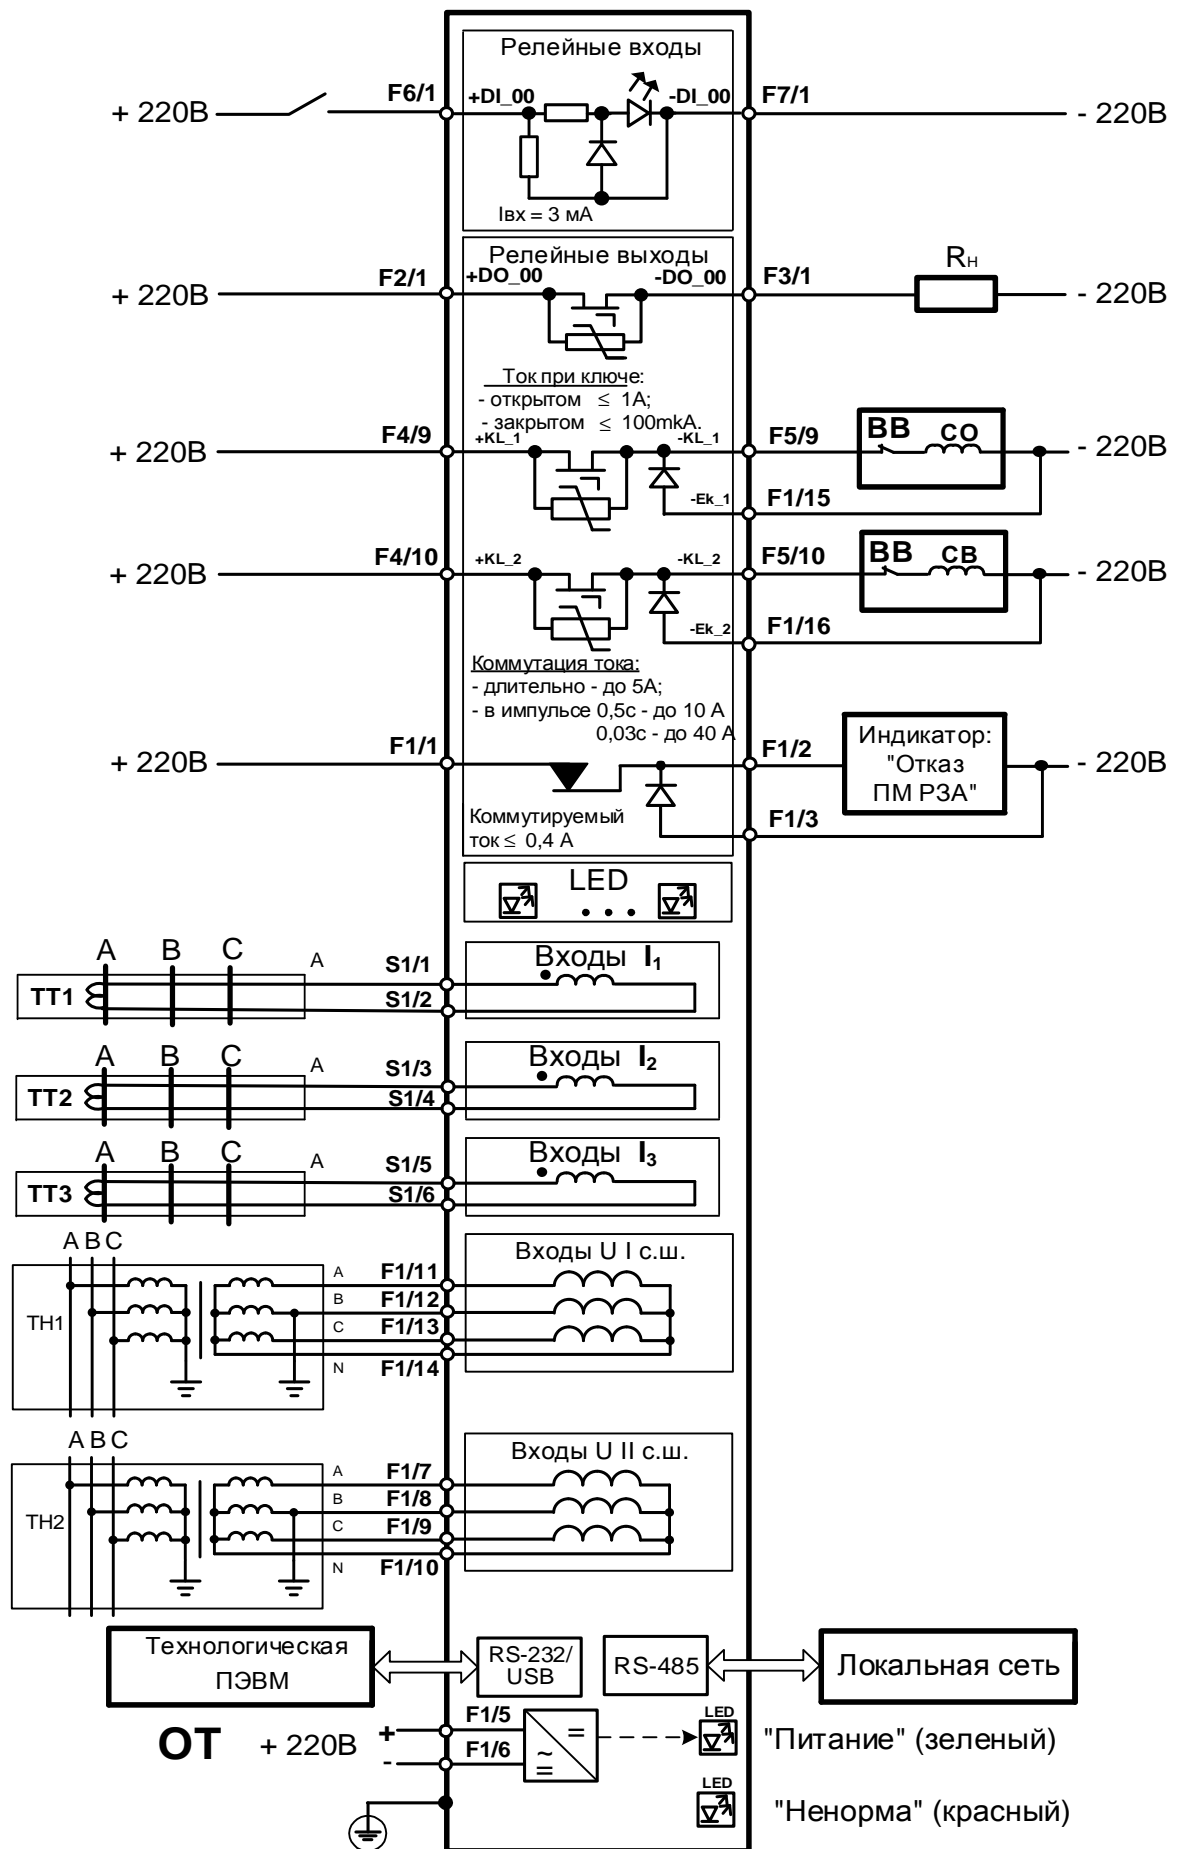 Релейные входы
+ 220В F6/1 +DI_00 -DI_00 F7/1 - 220В
Iвх = 3 мА
Релейные выходы
+ 220В F2/1 +DO_00 -DO_00 F3/1 Rн - 220В
Ток при ключе:
- открытом ≤ 1А;
- закрытом ≤ 100mkA.
+ 220В F4/9 +KL_1 -KL_1 F5/9 ВВ СО - 220В
-Ek_1 F1/15
+ 220В F4/10 +KL_2 -KL_2 F5/10 ВВ СВ - 220В
-Ek_2 F1/16
Коммутация тока:
- длительно - до 5А;
- в импульсе 0,5с - до 10 А
0,03с - до 40 А
+ 220В F1/1 F1/2 - 220В
Индикатор:
"Отказ
ПМ РЗА"
F1/3
Коммутируемый
ток ≤ 0,4 А
LED
A B C A S1/1 Входы I1
ТТ1 S1/2
A B C A S1/3 Входы I2
ТТ2 S1/4
A B C A S1/5 Входы I3
ТТ3 S1/6
A B C
Входы U I с.ш.
A F1/11
B F1/12
ТН1
C F1/13
N F1/14
A B C
Входы U II с.ш.
A F1/7
B F1/8
ТН2
C F1/9
N F1/10
Технологическая
ПЭВМ
RS-232/
USB
RS-485
Локальная сеть
ОТ + 220В + F1/5 = LED "Питание" (зеленый)
- F1/6 ~ =
LED
"Ненорма" (красный)